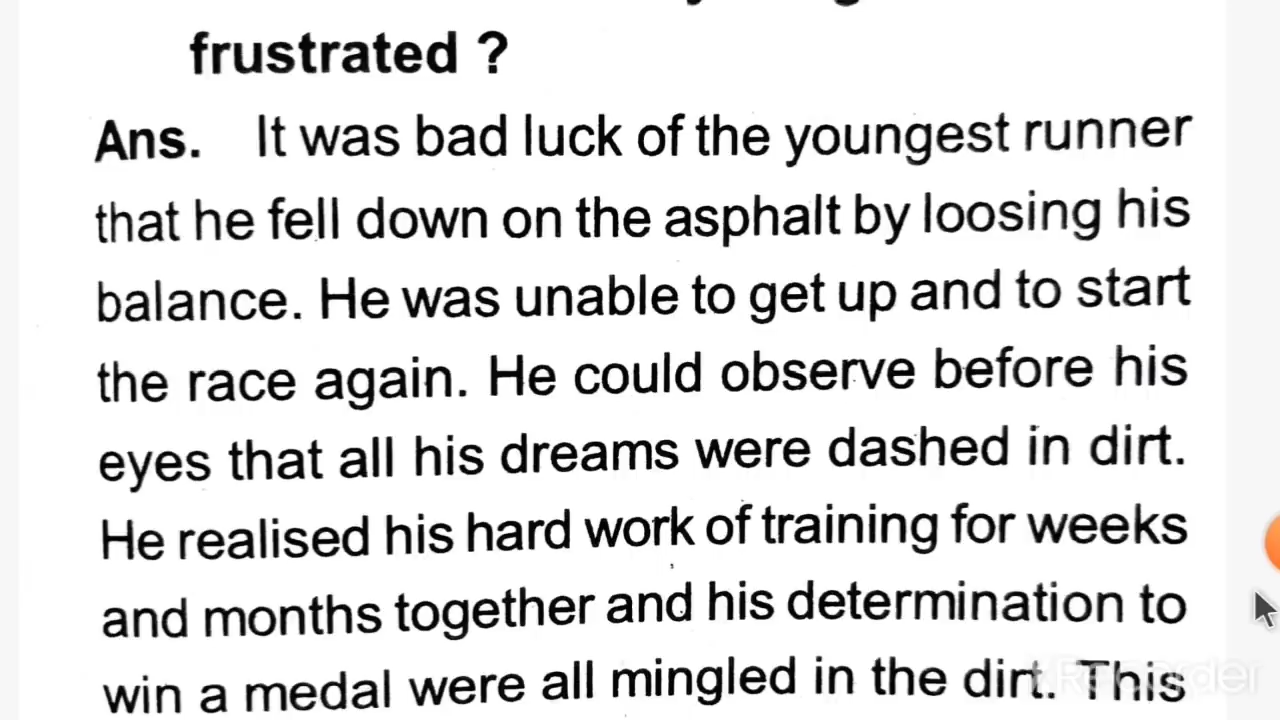 frustrated ?
Ans. It was bad luck of the youngest runner
that he fell down on the asphalt by loosing his
balance. He was unable to get up and to start
the race again. He could observe before his
eyes that all his dreams were dashed in dirt.
He realised his hard work of training for weeks
and months together and his determination to
win a medal were all mingled in the dirt. This